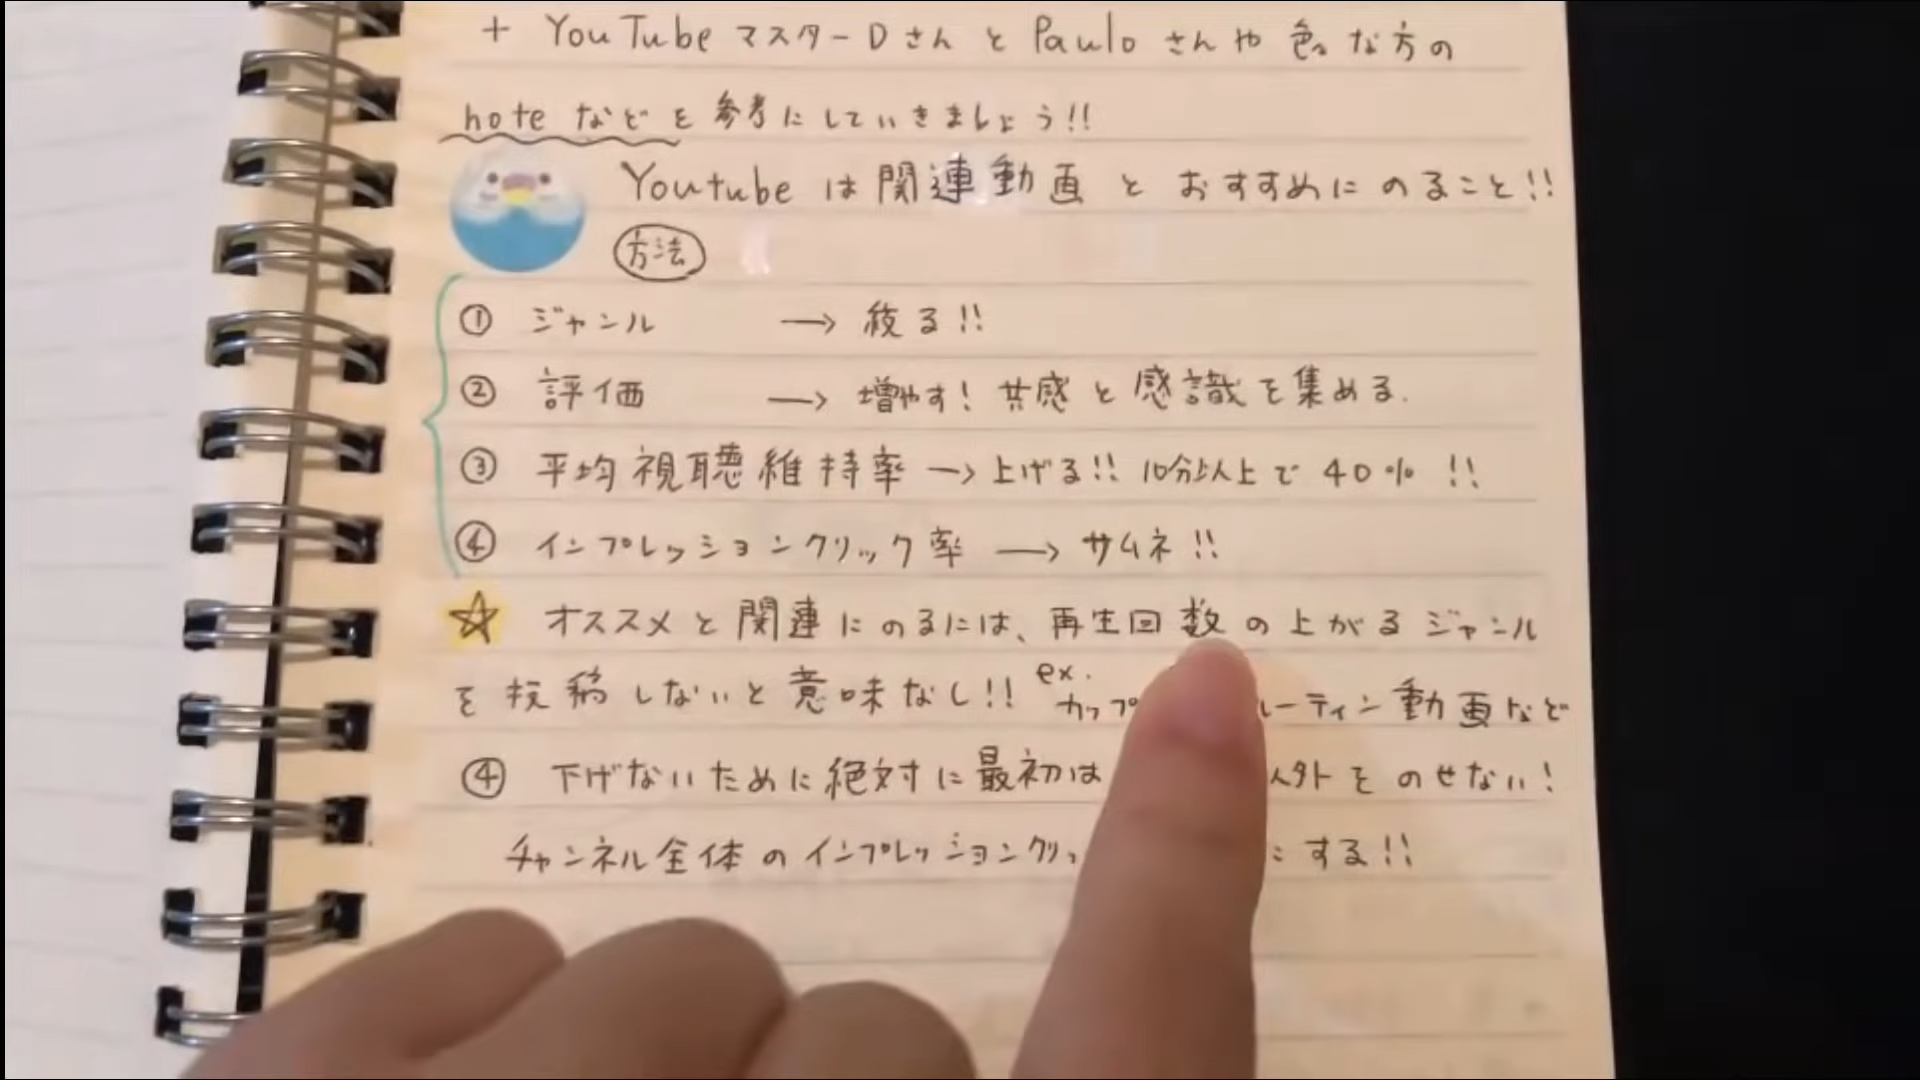 + YouTube マスターDさん と Paulo さんや 色々な方の
note などを参考にしていきましょう!!
Youtube は関連動画とおすすめにのること!!
方法
① ジャンル → 絞る!!
② 評価 → 増やす! 共感と感識を集める.
③ 平均視聴維持率 → 上げる!! 10分以上で 40% !!
④ インプレッションクリック率 → サムネ!!
☆ オススメと関連にのるには、再生回数の上がるジャンル
を投稿しないと意味なし!! ex. カップ ルーティン動画など
④ 下げないために絶対に最初は 外をのせない!
チャンネル全体のインプレッションクリッ する!!